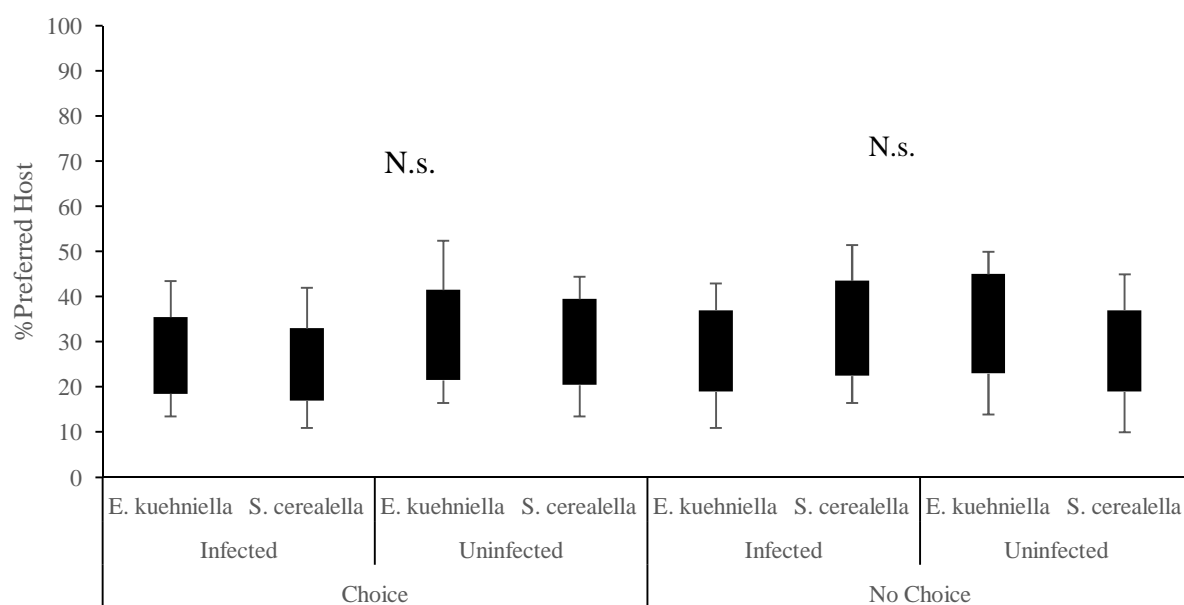 100
90
80
70
60
50
40
30
20
10
0
%Preferred Host
N.s.
N.s.
E. kuehniella S. cerealella E. kuehniella S. cerealella E. kuehniella S. cerealella E. kuehniella S. cerealella
Infected Uninfected Infected Uninfected
Choice No Choice